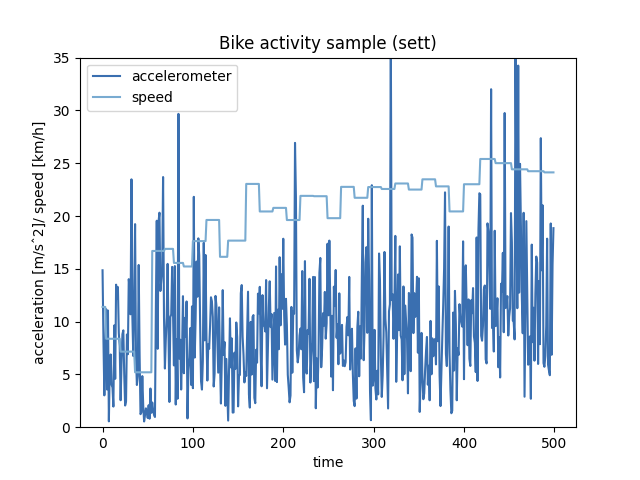 Bike activity sample (sett)
accelerometer
speed
acceleration [m/s^2]/ speed [km/h]
35
30
25
20
15
10
5
0
0 100 200 300 400 500
time